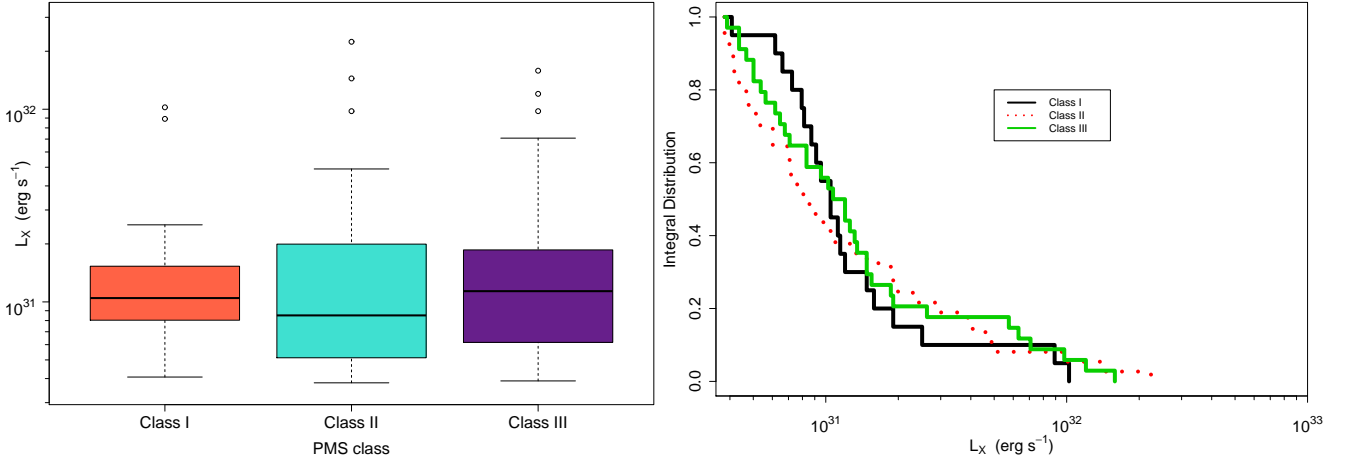 10^32
10^31
L_X (erg s^−1)
Class I
Class II
Class III
PMS class
1.0
0.8
0.6
0.4
0.2
0.0
Integral Distribution
Class I
Class II
Class III
10^31
10^32
10^33
L_X (erg s^−1)